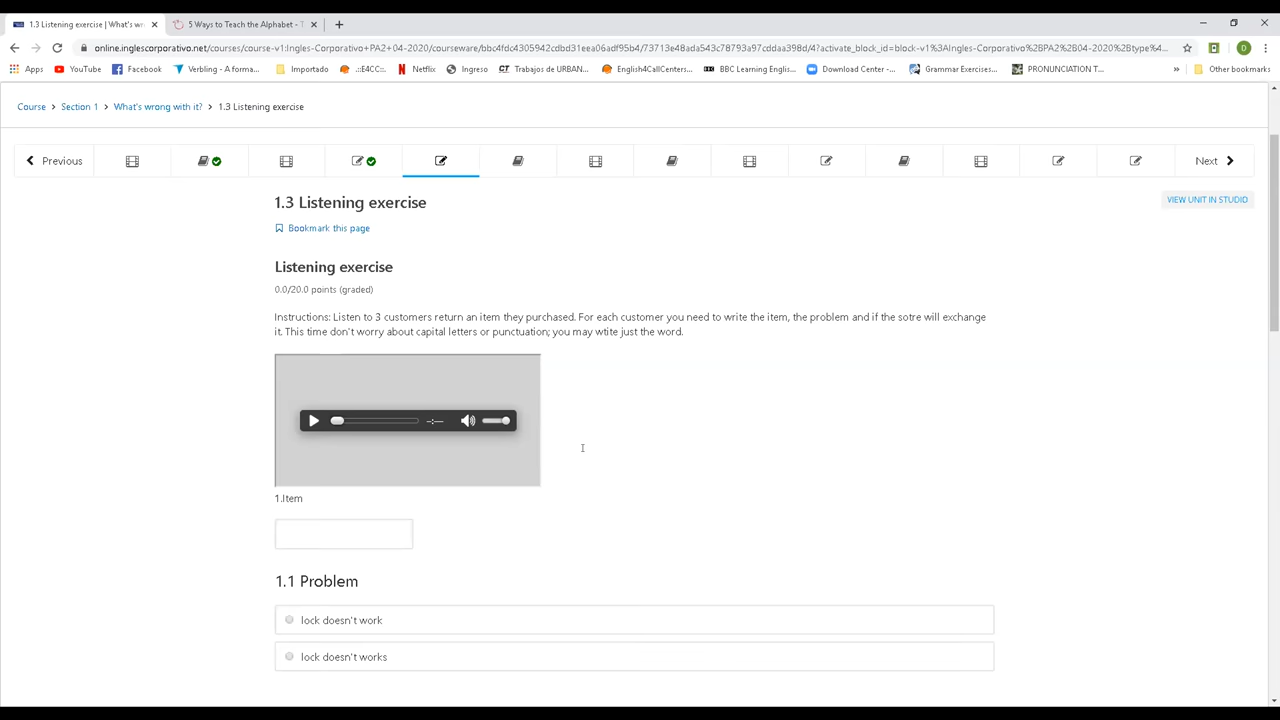 1.3 Listening exercise | What's wr
5 Ways to Teach the Alphabet - T
online.inglescorporativo.net/courses/course-v1:Ingles-Corporativo+PA2+04-2020/courseware/bbc4fdc4305942cdbd31eea06adf95b4/73713e48ada543c78793a97cddaa398d/4?activate_block_id=block-v1%3AIngles-Corporativo%2BPA2%2B04-2020%2Btype%4...
D
Apps YouTube Facebook Verbling - A forma... Importado .::E4CC::. Netflix Ingreso Trabajos de URBAN... English4CallCenters... BBC Learning English... Download Center -... Grammar Exercises... PRONUNCIATION T... » Other bookmarks
Course > Section 1 > What's wrong with it? > 1.3 Listening exercise
Previous
Next
1.3 Listening exercise
VIEW UNIT IN STUDIO
Bookmark this page
Listening exercise
0.0/20.0 points (graded)
Instructions: Listen to 3 customers return an item they purchased. For each customer you need to write the item, the problem and if the sotre will exchange
it. This time don't worry about capital letters or punctuation; you may wtite just the word.
-:--
1.Item
1.1 Problem
lock doesn't work
lock doesn't works